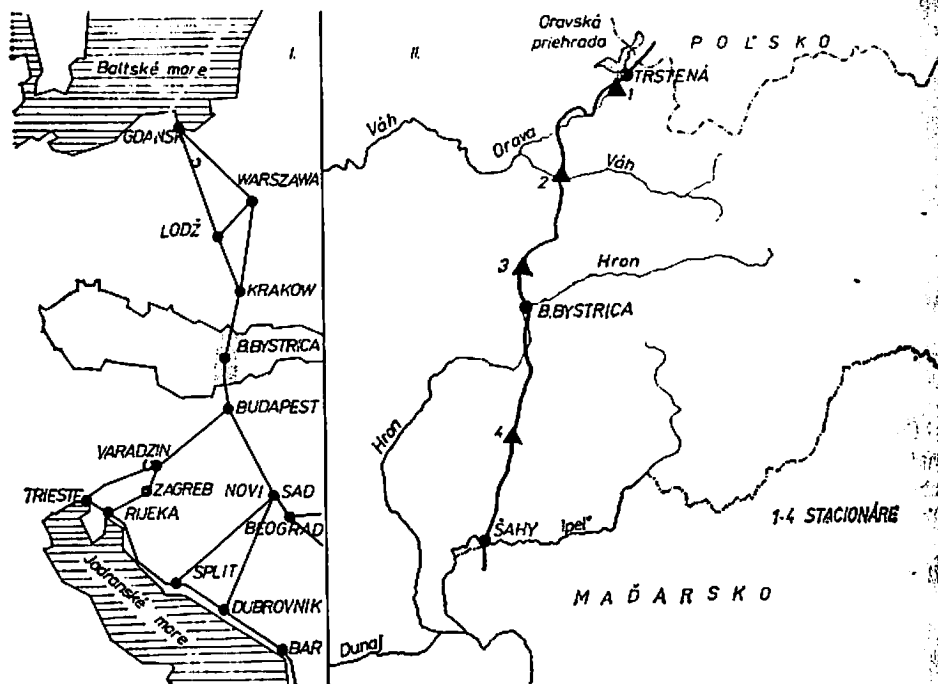 I.
Baltské more
GDAŃSK
WARSZAWA
LODŽ
KRAKOW
B.BYSTRICA
BUDAPEST
VARADZIN
TRIESTE
ZAGREB
RIJEKA
NOVI SAD
BEOGRAD
SPLIT
DUBROVNIK
BAR
Jadranské more
II.
Oravská
priehrada
POĽSKO
TRSTENÁ
1
Váh
Orava
Váh
2
3
Hron
B.BYSTRICA
Hron
4
ŠAHY
Ipeľ
1-4 STACIONÁRE
MAĎARSKO
Dunaj